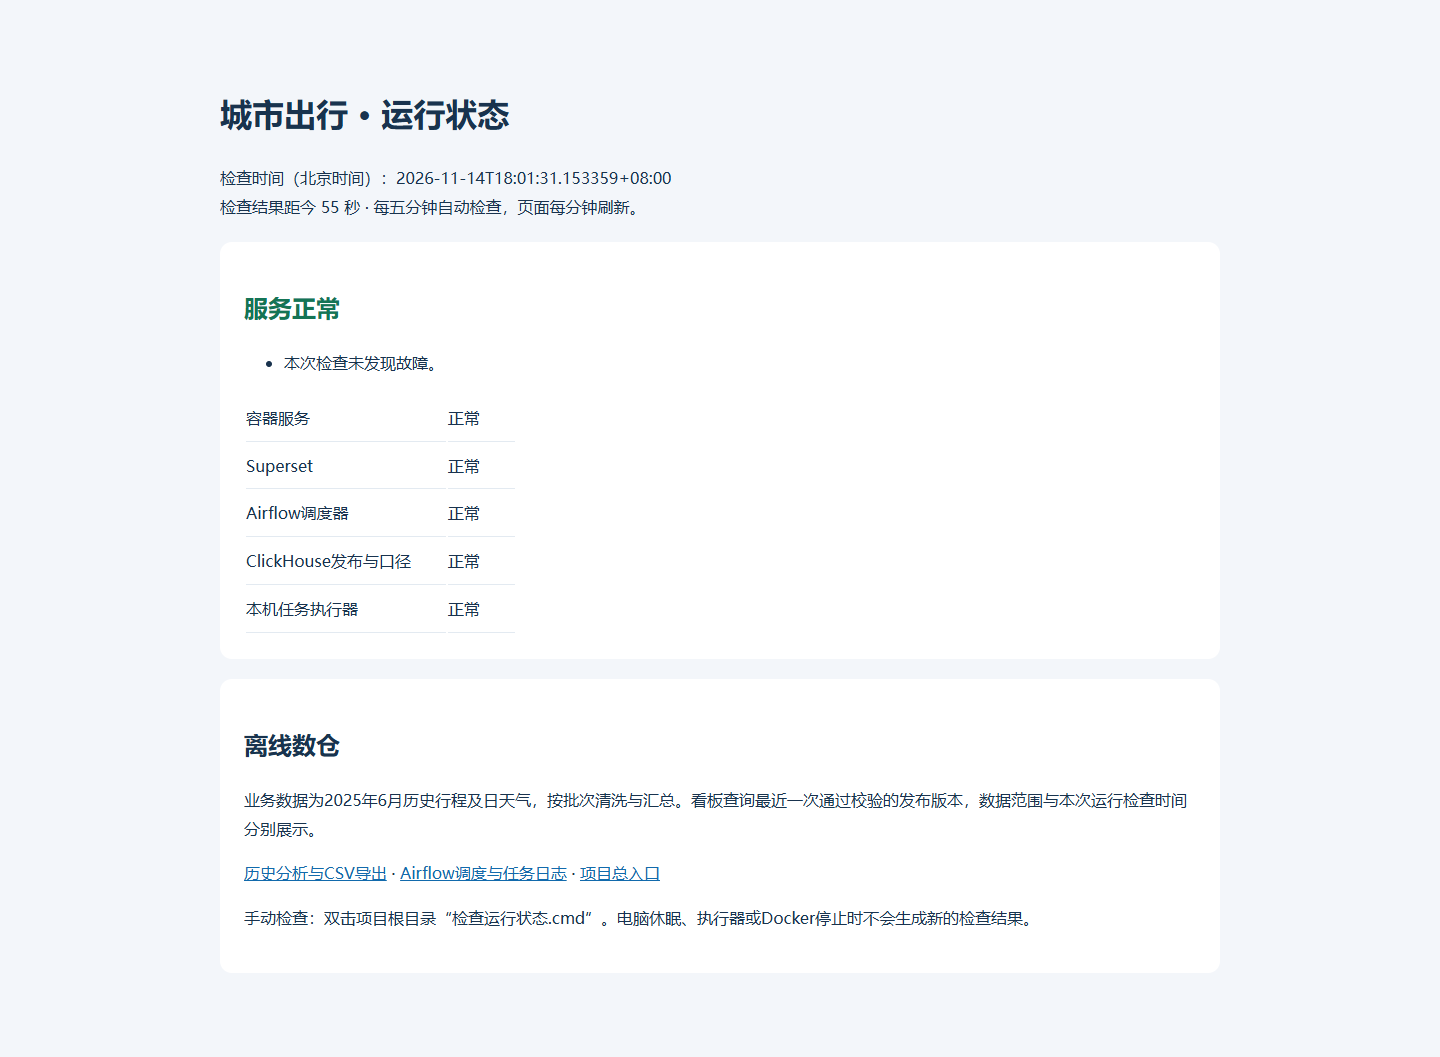 城市出行 · 运行状态
检查时间（北京时间）：2026-11-14T18:01:31.153359+08:00
检查结果距今 55 秒 · 每五分钟自动检查，页面每分钟刷新。
服务正常
• 本次检查未发现故障。
容器服务 正常
Superset 正常
Airflow调度器 正常
ClickHouse发布与口径 正常
本机任务执行器 正常
离线数仓
业务数据为2025年6月历史行程及日天气，按批次清洗与汇总。看板查询最近一次通过校验的发布版本，数据范围与本次运行检查时间
分别展示。
历史分析与CSV导出 · Airflow调度与任务日志 · 项目总入口
手动检查：双击项目根目录“检查运行状态.cmd”。电脑休眠、执行器或Docker停止时不会生成新的检查结果。